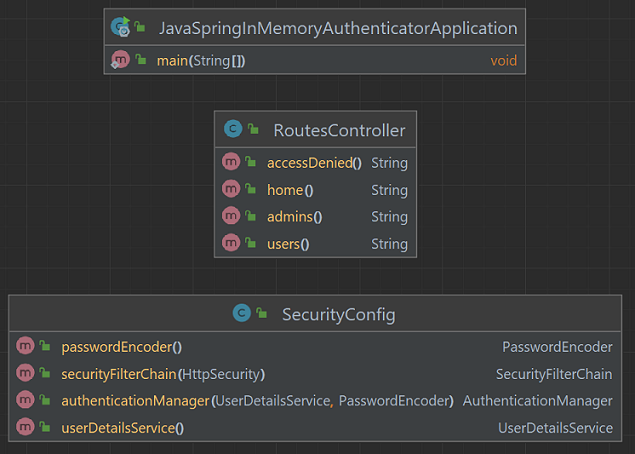 JavaSpringInMemoryAuthenticatorApplication
main(String[]) void
RoutesController
accessDenied() String
home() String
admins() String
users() String
SecurityConfig
passwordEncoder() PasswordEncoder
securityFilterChain(HttpSecurity) SecurityFilterChain
authenticationManager(UserDetailsService, PasswordEncoder) AuthenticationManager
userDetailsService() UserDetailsService